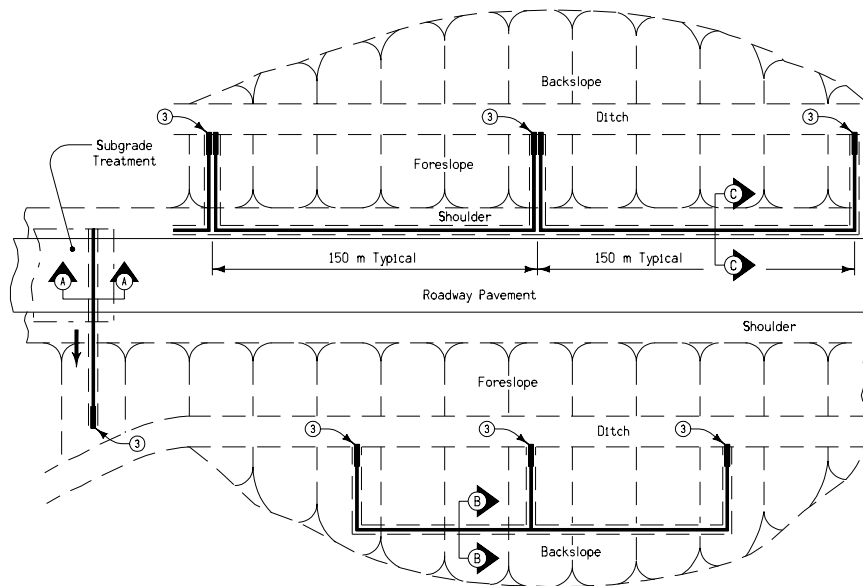 Backslope
3
3
3
Ditch
Subgrade
Treatment
Foreslope
C
Shoulder
150 m Typical
150 m Typical
C
A
A
Roadway Pavement
Shoulder
Foreslope
3
3
3
Ditch
3
B
Backslope
B